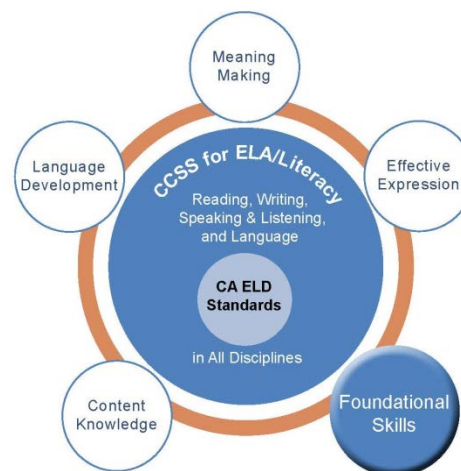 Meaning
Making
Language
Development
Effective
Expression
CCSS for ELA/Literacy
Reading, Writing,
Speaking & Listening,
and Language
CA ELD
Standards
in All Disciplines
Content
Knowledge
Foundational
Skills